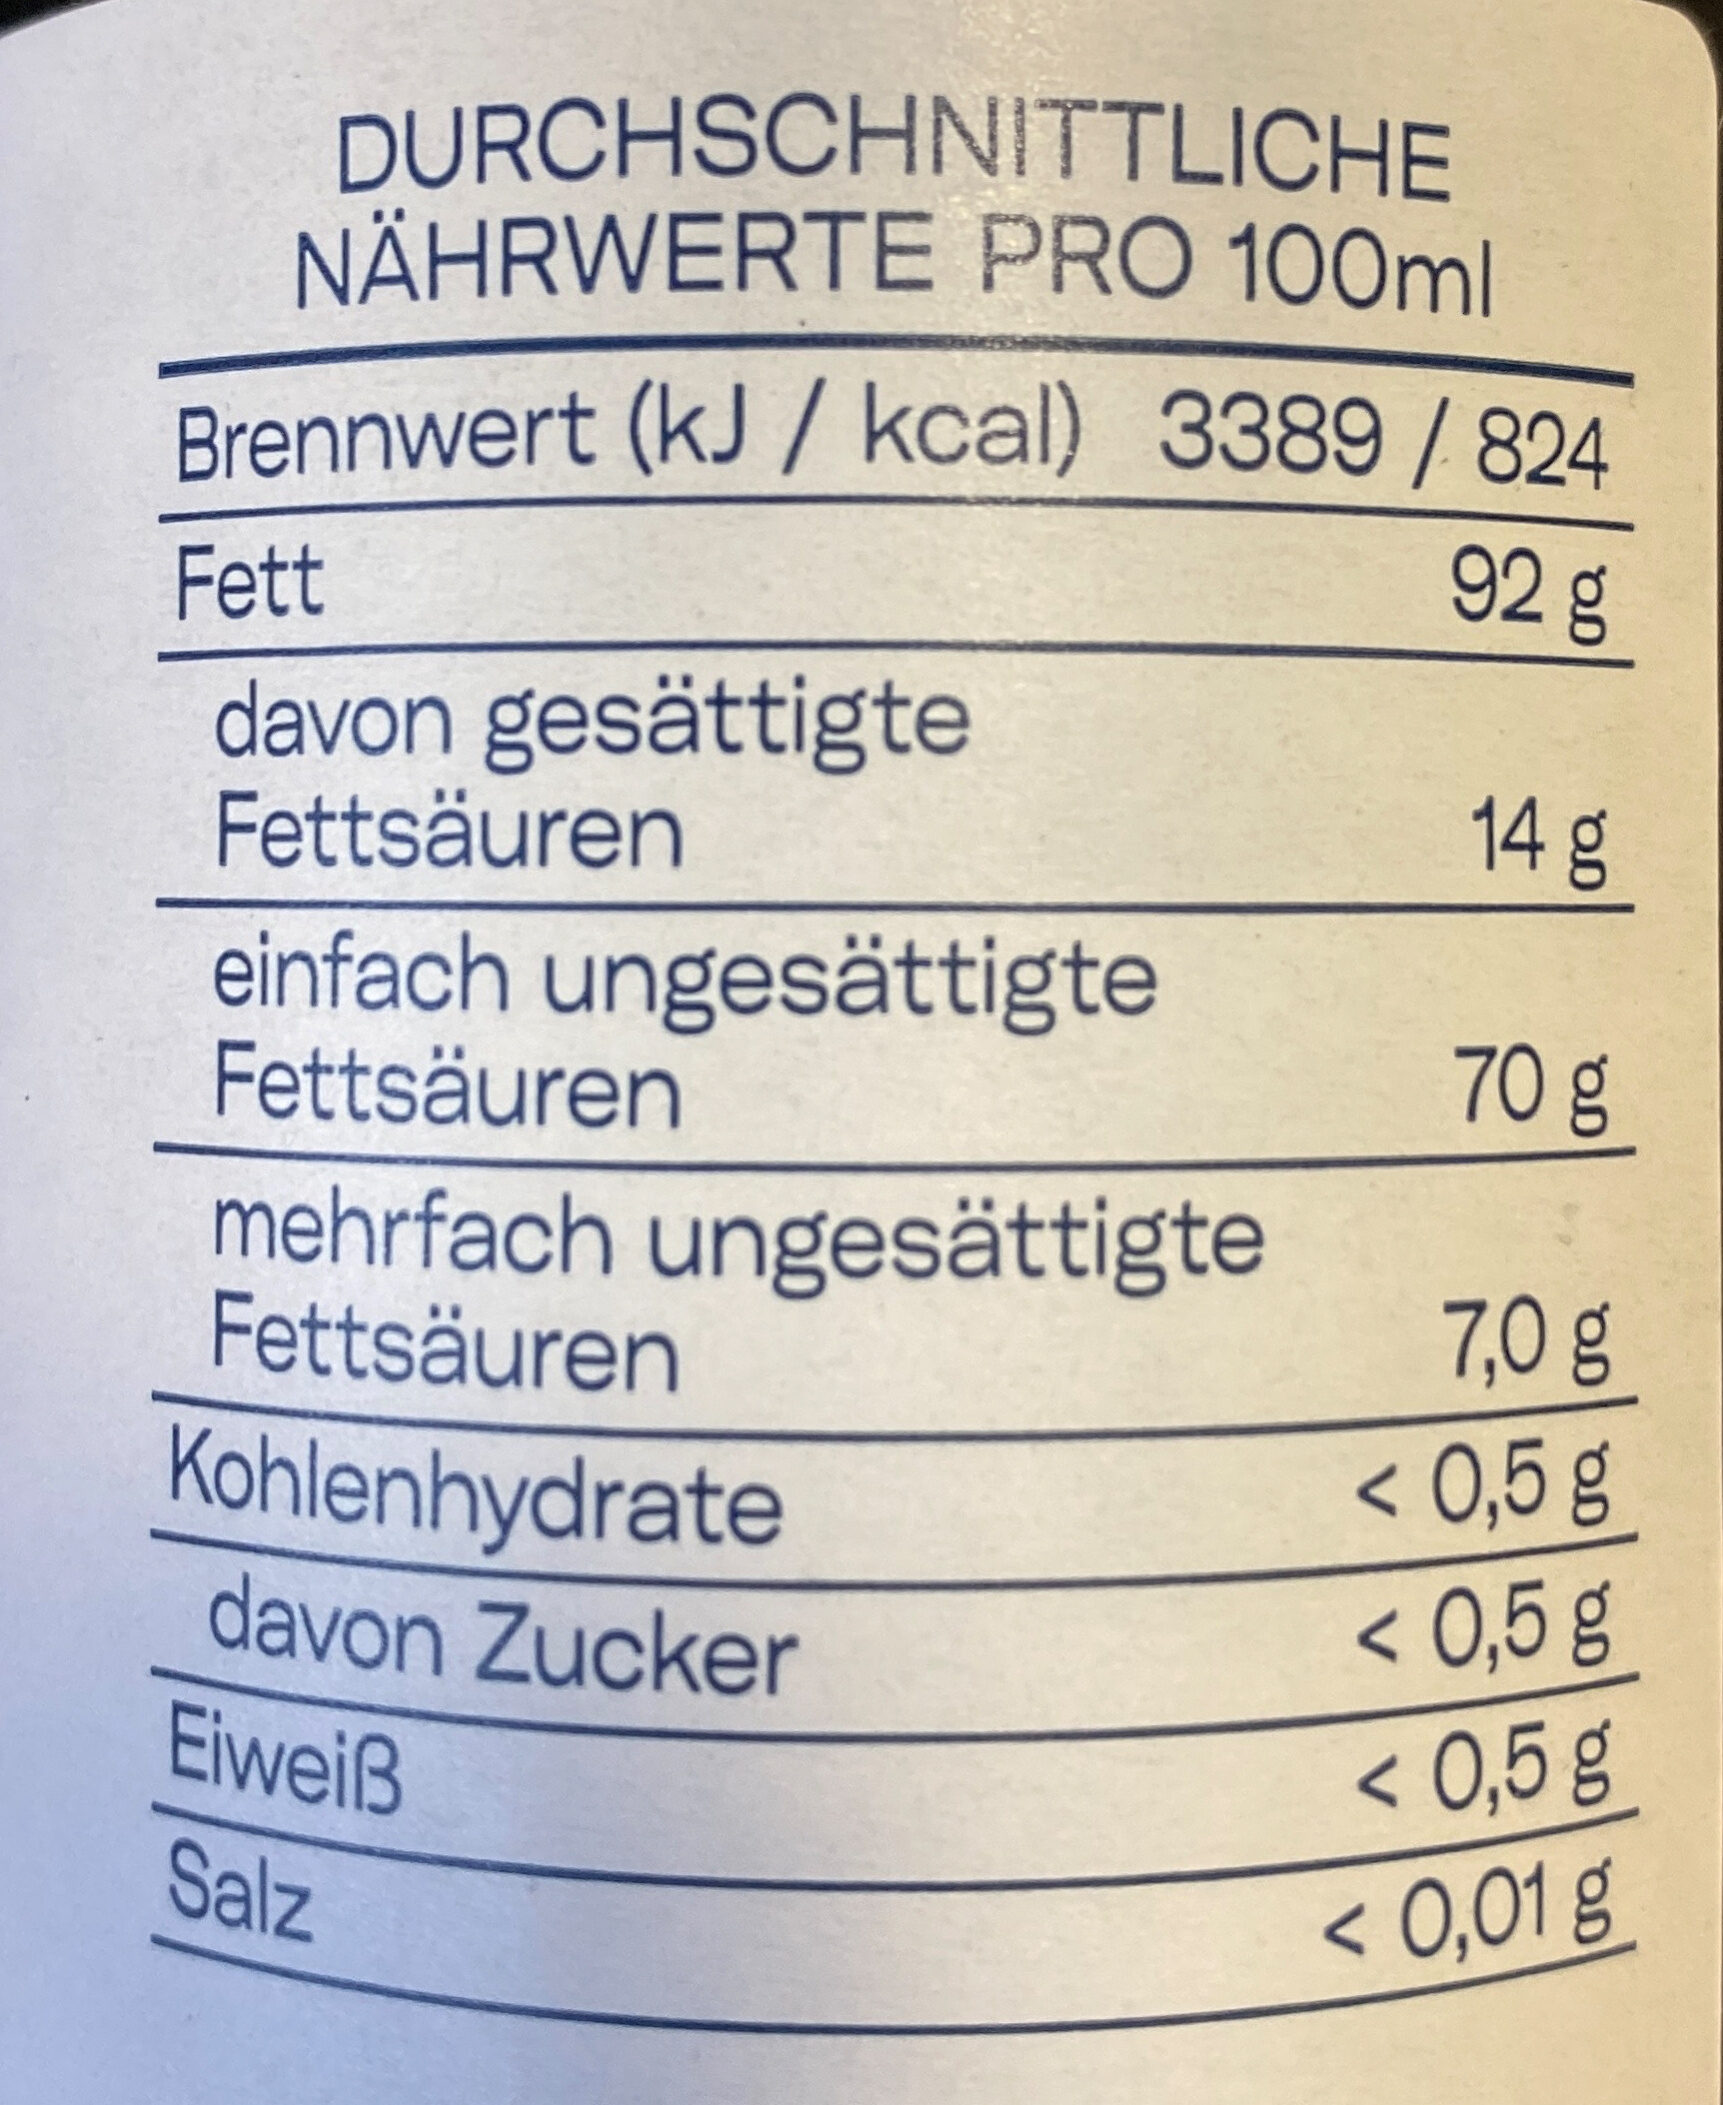 DURCHSCHNITTLICHE
NÄHRWERTE PRO 100ml
Brennwert (kJ / kcal) 3389 / 824
Fett 92 g
davon gesättigte
Fettsäuren 14 g
einfach ungesättigte
Fettsäuren 70 g
mehrfach ungesättigte
Fettsäuren 7,0 g
Kohlenhydrate < 0,5 g
davon Zucker < 0,5 g
Eiweiß < 0,5 g
Salz < 0,01 g